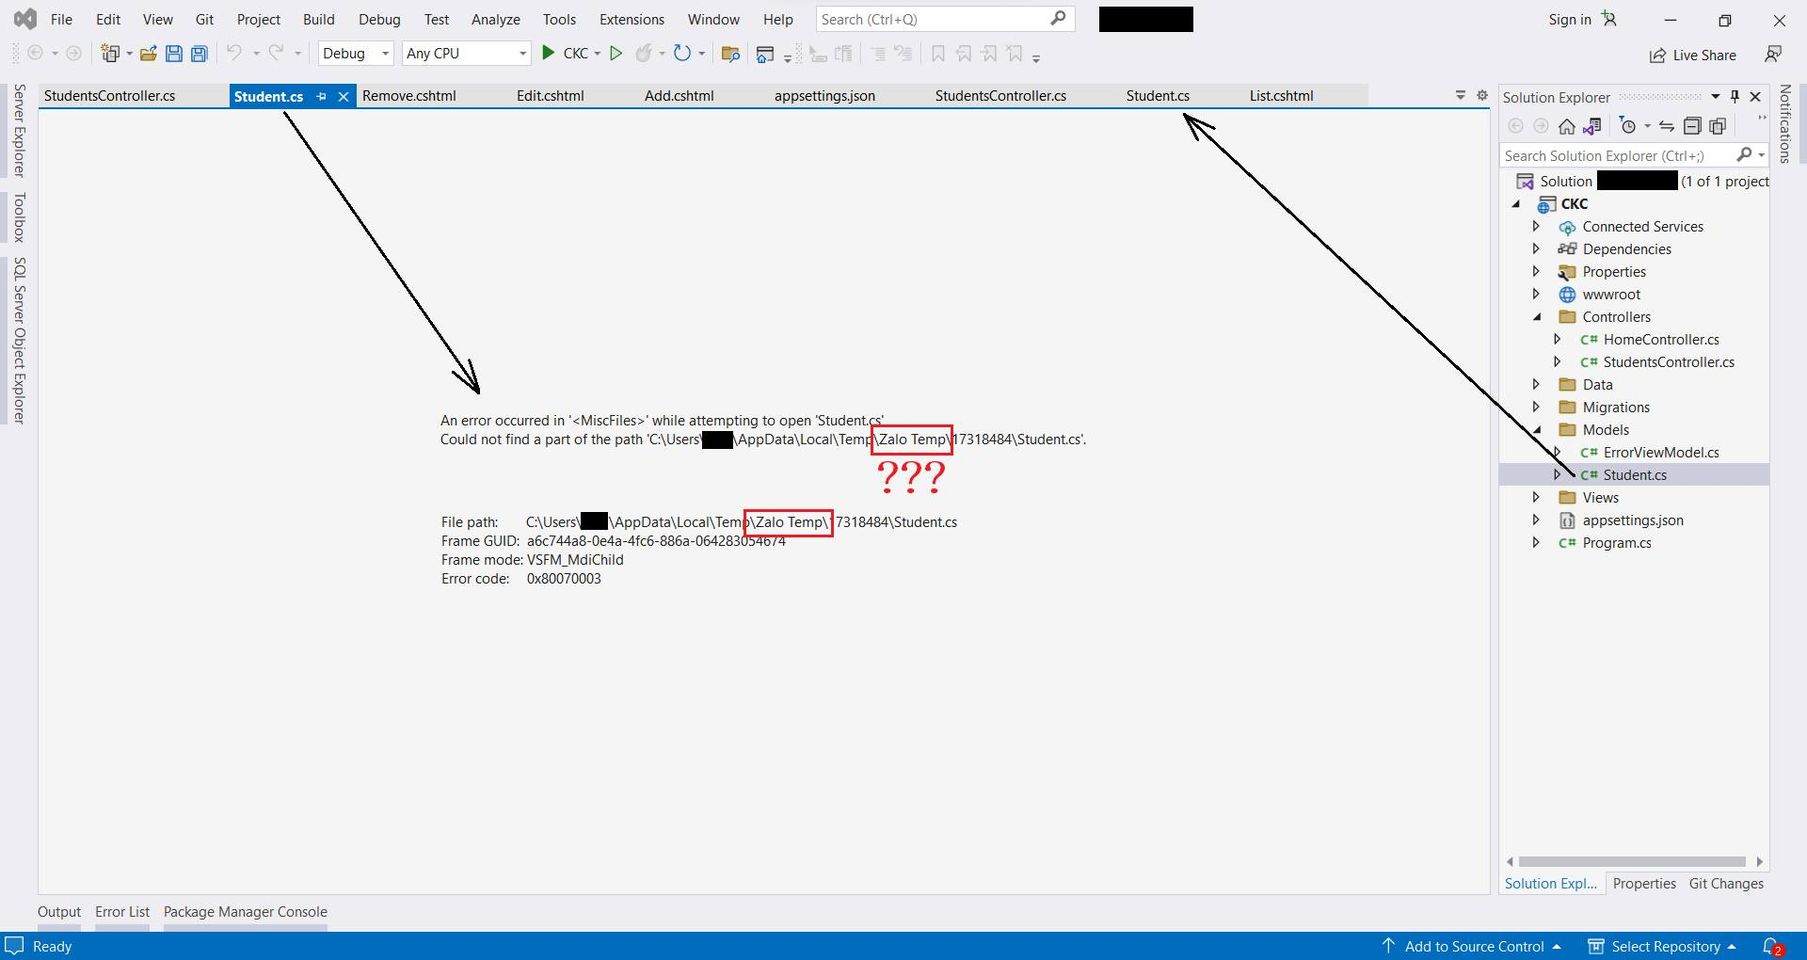 File Edit View Git Project Build Debug Test Analyze Tools Extensions Window Help Search (Ctrl+Q) Sign in
Debug Any CPU CKC Live Share
StudentsController.cs Student.cs Remove.cshtml Edit.cshtml Add.cshtml appsettings.json StudentsController.cs Student.cs List.cshtml
Server Explorer
Toolbox
SQL Server Object Explorer
An error occurred in '<MiscFiles>' while attempting to open 'Student.cs'
Could not find a part of the path 'C:\Users\ \AppData\Local\Temp\Zalo Temp\17318484\Student.cs'.
???
File path: C:\Users\ \AppData\Local\Temp\Zalo Temp\17318484\Student.cs
Frame GUID: a6c744a8-0e4a-4fc6-886a-064283054674
Frame mode: VSFM_MdiChild
Error code: 0x80070003
Solution Explorer
Search Solution Explorer (Ctrl+;)
Solution (1 of 1 project
CKC
Connected Services
Dependencies
Properties
wwwroot
Controllers
C# HomeController.cs
C# StudentsController.cs
Data
Migrations
Models
C# ErrorViewModel.cs
C# Student.cs
Views
appsettings.json
C# Program.cs
Solution Expl... Properties Git Changes
Notifications
Output Error List Package Manager Console
Ready Add to Source Control Select Repository 2